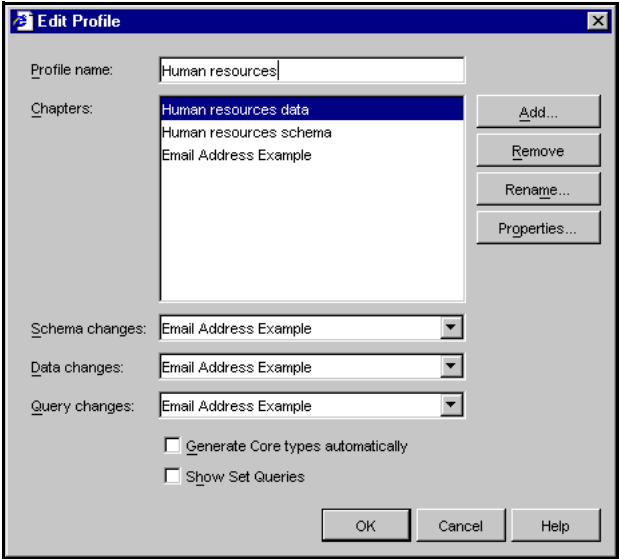 Edit Profile
Profile name: Human resources
Chapters: Human resources data Add...
Human resources schema
Email Address Example Remove
Rename...
Properties...
Schema changes: Email Address Example
Data changes: Email Address Example
Query changes: Email Address Example
Generate Core types automatically
Show Set Queries
OK Cancel Help